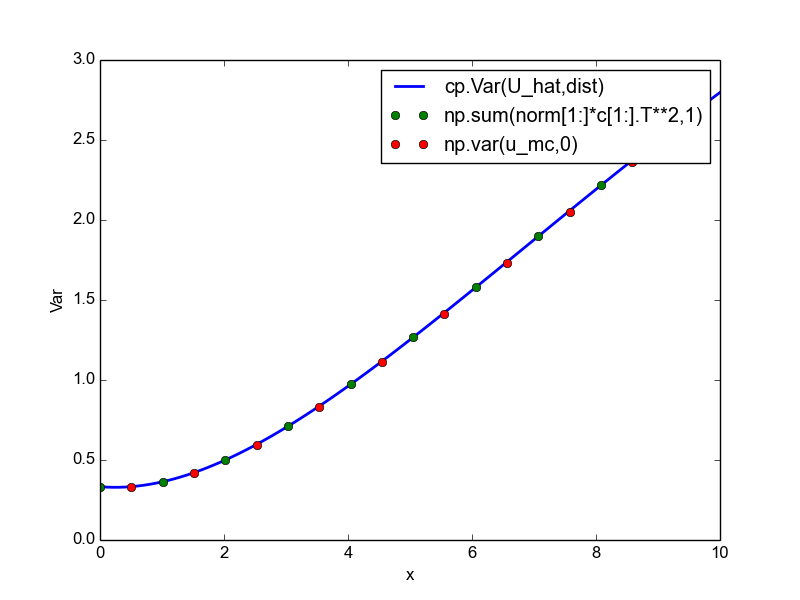 3.0
2.5
2.0
1.5
1.0
0.5
0.0
Var
cp.Var(U_hat,dist)
np.sum(norm[1:]*c[1:].T**2,1)
np.var(u_mc,0)
0 2 4 6 8 10
x